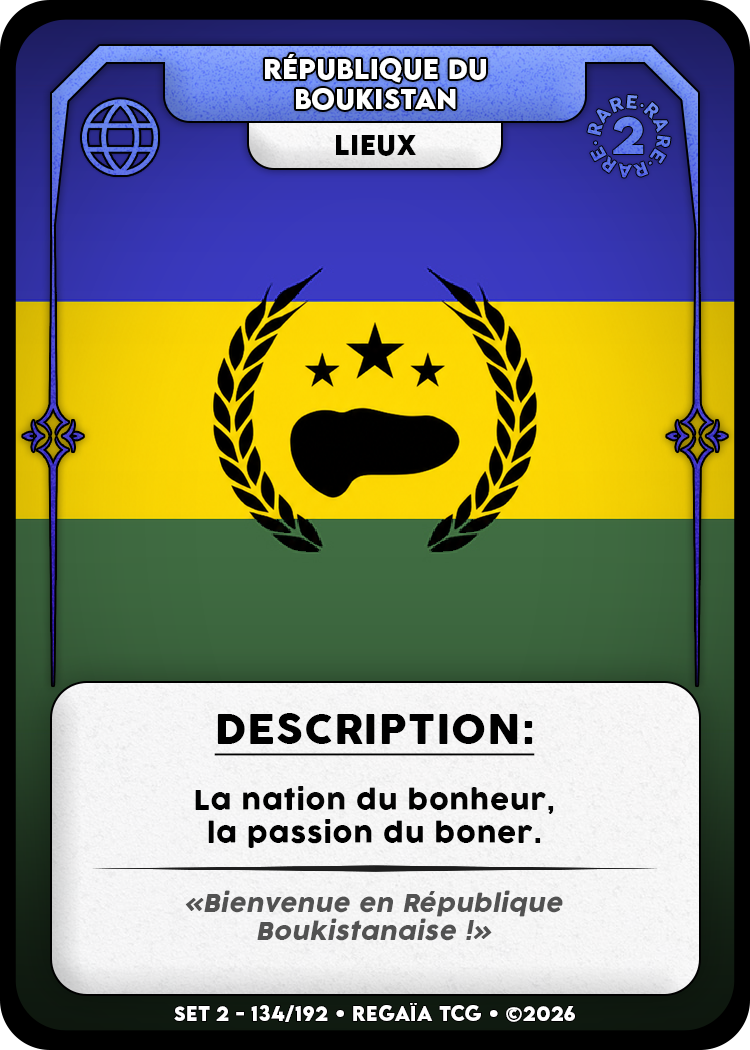 RÉPUBLIQUE DU
BOUKISTAN
LIEUX
RARE·RARE·RARE·RARE
2
DESCRIPTION:
La nation du bonheur,
la passion du boner.
«Bienvenue en République
Boukistanaise !»
SET 2 - 134/192 • REGAÏA TCG • ©2026